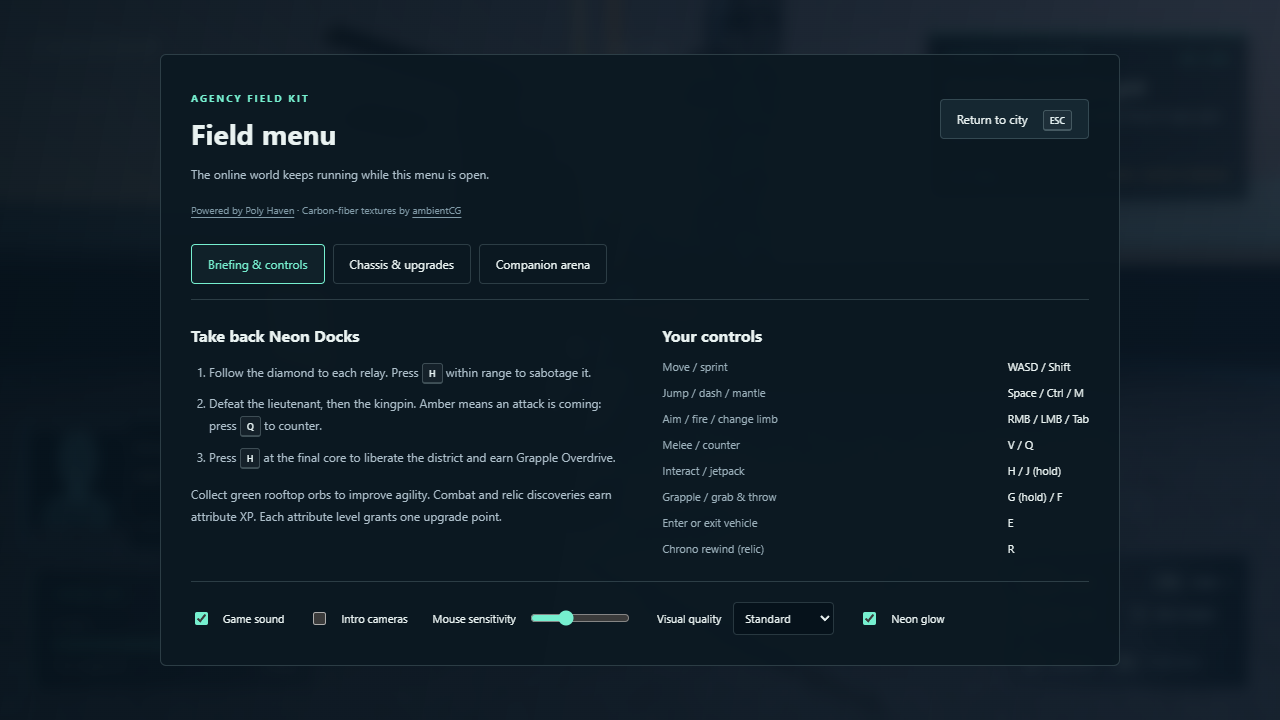 AGENCY FIELD KIT
Field menu
Return to city ESC
The online world keeps running while this menu is open.
Powered by Poly Haven · Carbon-fiber textures by ambientCG
Briefing & controls
Chassis & upgrades
Companion arena
Take back Neon Docks
1. Follow the diamond to each relay. Press H within range to sabotage it.
2. Defeat the lieutenant, then the kingpin. Amber means an attack is coming:
press Q to counter.
3. Press H at the final core to liberate the district and earn Grapple Overdrive.
Collect green rooftop orbs to improve agility. Combat and relic discoveries earn
attribute XP. Each attribute level grants one upgrade point.
Your controls
Move / sprint WASD / Shift
Jump / dash / mantle Space / Ctrl / M
Aim / fire / change limb RMB / LMB / Tab
Melee / counter V / Q
Interact / jetpack H / J (hold)
Grapple / grab & throw G (hold) / F
Enter or exit vehicle E
Chrono rewind (relic) R
Game sound
Intro cameras
Mouse sensitivity
Visual quality Standard
Neon glow